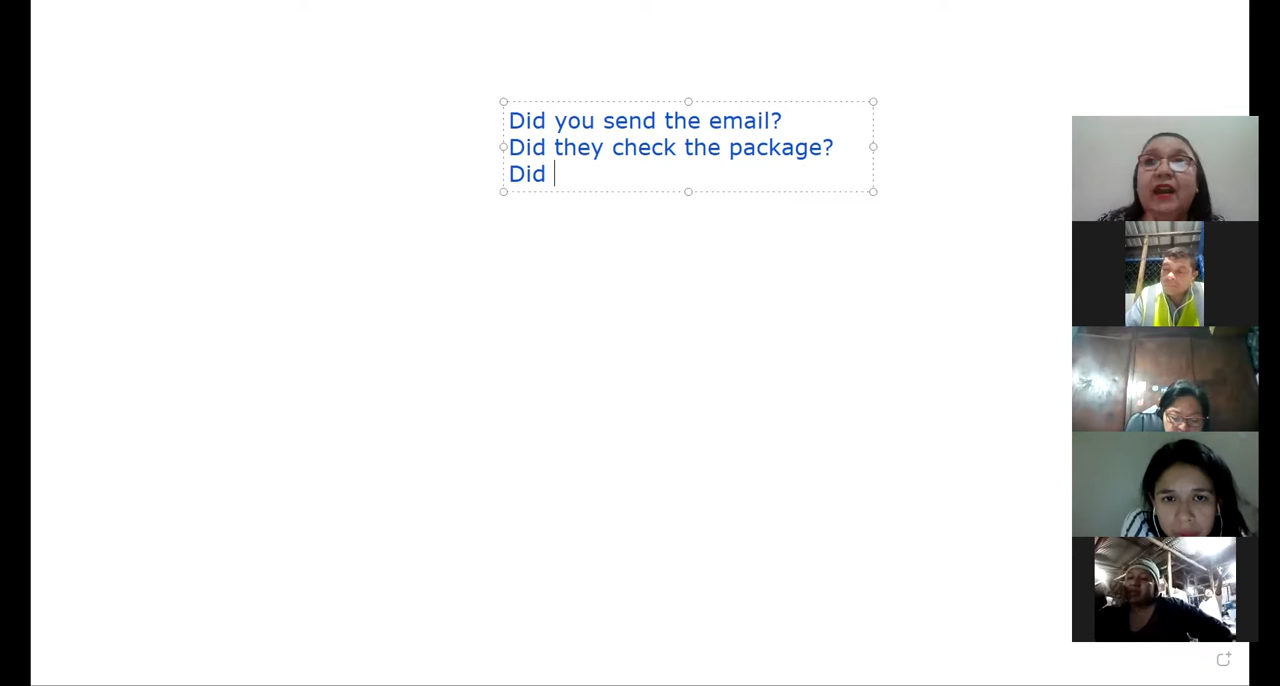 Did you send the email?
Did they check the package?
Did